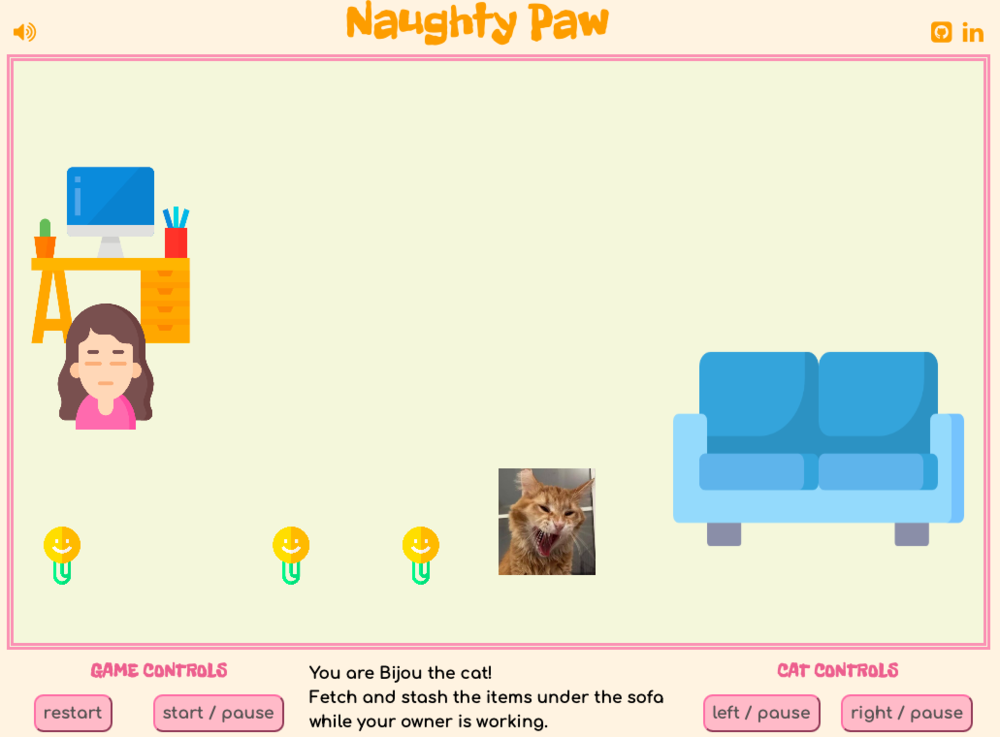 Naughty Paw
GAME CONTROLS
restart
start / pause
You are Bijou the cat!
Fetch and stash the items under the sofa
while your owner is working.
CAT CONTROLS
left / pause
right / pause
in